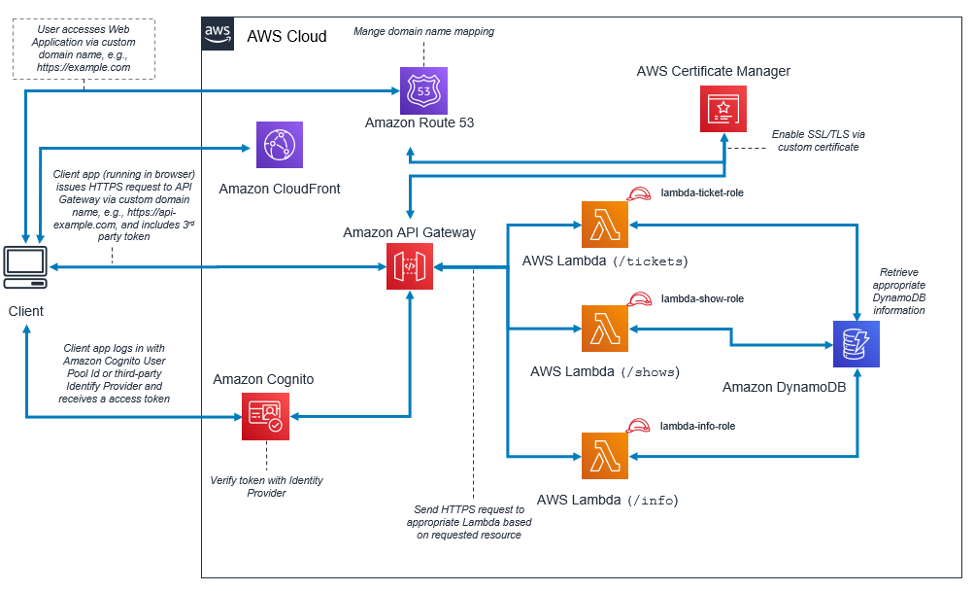 User accesses Web
Application via custom
domain name, e.g.,
https://example.com
aws
AWS Cloud
Mange domain name mapping
53
Amazon Route 53
AWS Certificate Manager
Enable SSL/TLS via
custom certificate
Amazon CloudFront
Client app (running in browser)
issues HTTPS request to API
Gateway via custom domain
name, e.g., https://api-
example.com, and includes 3rd
party token
Amazon API Gateway
lambda-ticket-role
AWS Lambda (/tickets)
Client
lambda-show-role
AWS Lambda (/shows)
Retrieve
appropriate
DynamoDB
information
Amazon DynamoDB
Client app logs in with
Amazon Cognito User
Pool Id or third-party
Identify Provider and
receives a access token
Amazon Cognito
Verify token with Identity
Provider
lambda-info-role
AWS Lambda (/info)
Send HTTPS request to
appropriate Lambda based
on requested resource